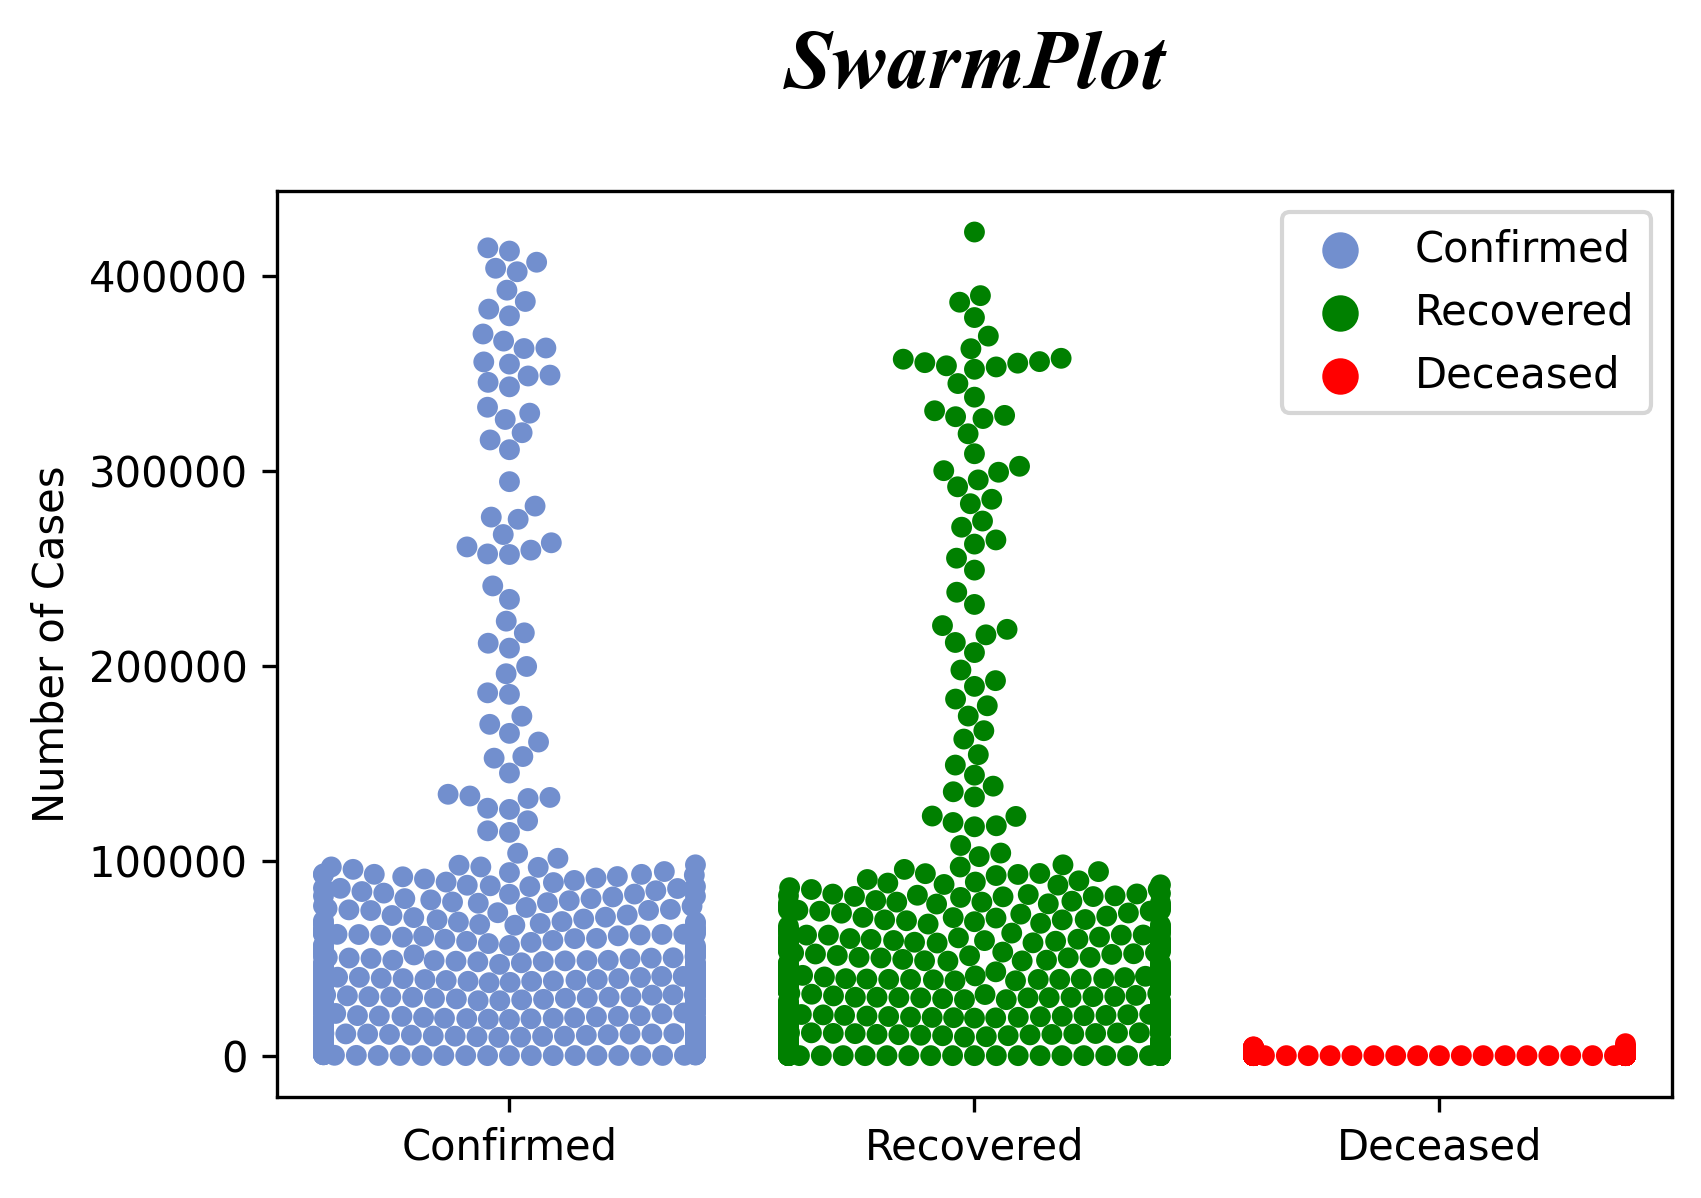 SwarmPlot
Number of Cases
400000
300000
200000
100000
0
Confirmed
Recovered
Deceased
Confirmed
Recovered
Deceased